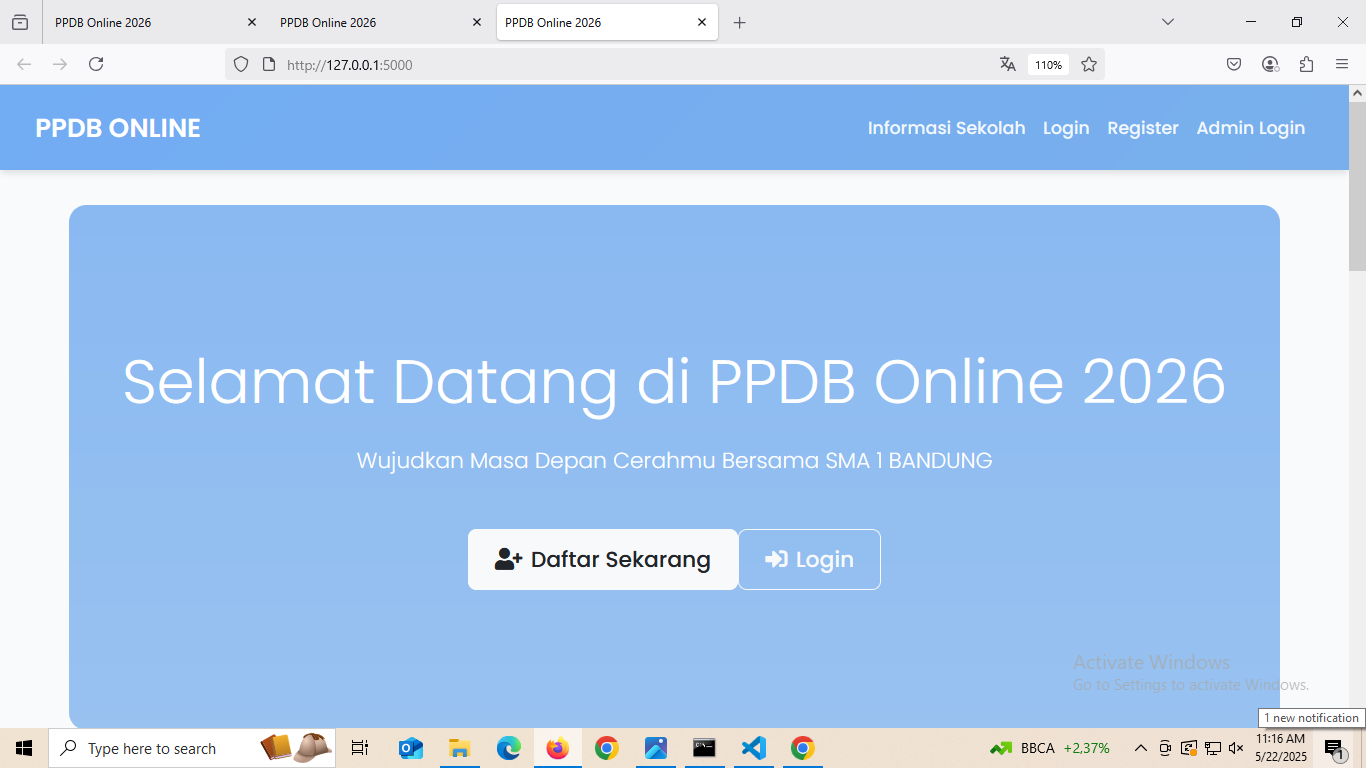 PPDB Online 2026
PPDB Online 2026
PPDB Online 2026
http://127.0.0.1:5000
110%
PPDB ONLINE
Informasi Sekolah Login Register Admin Login
Selamat Datang di PPDB Online 2026
Wujudkan Masa Depan Cerahmu Bersama SMA 1 BANDUNG
Daftar Sekarang
Login
Activate Windows
Go to Settings to activate Windows.
1 new notification
Type here to search
BBCA +2,37%
11:16 AM
5/22/2025
1